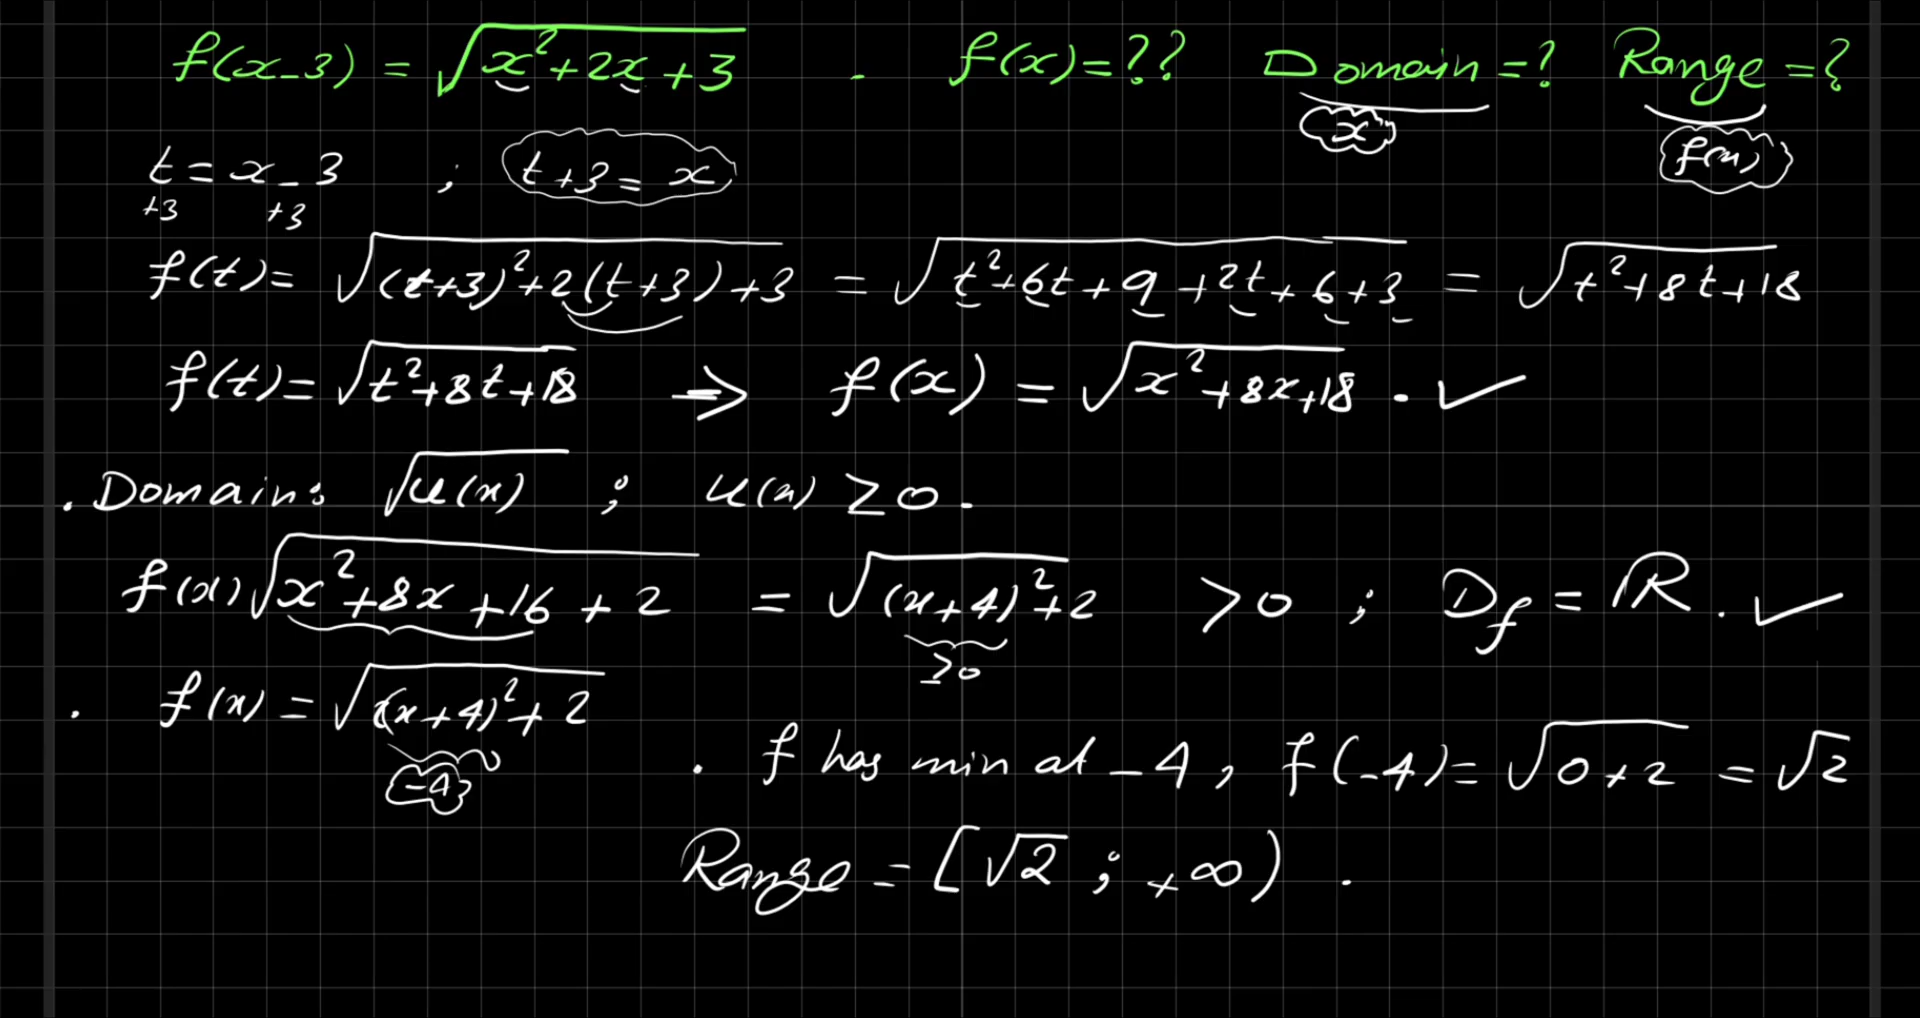 f(x-3) = √(x²+2x+3) . f(x)=?? Domain=? Range=?
x f(x)
t = x-3 ; t+3 = x
+3 +3
f(t)= √((t+3)²+2(t+3)+3) = √(t²+6t+9+2t+6+3) = √(t²+8t+18)
f(t)= √(t²+8t+18) ⇒ f(x) = √(x²+8x+18) . ✓
. Domain: √u(x) ; u(x) ≥0 .
f(x) √(x²+8x+16+2) = √((x+4)²+2) >0 ; Df = ℝ . ✓
≥0
. f(x) = √((x+4)²+2)
-4
. f has min at -4, f(-4)= √(0+2) = √2
Range = [√2 ; +∞) .